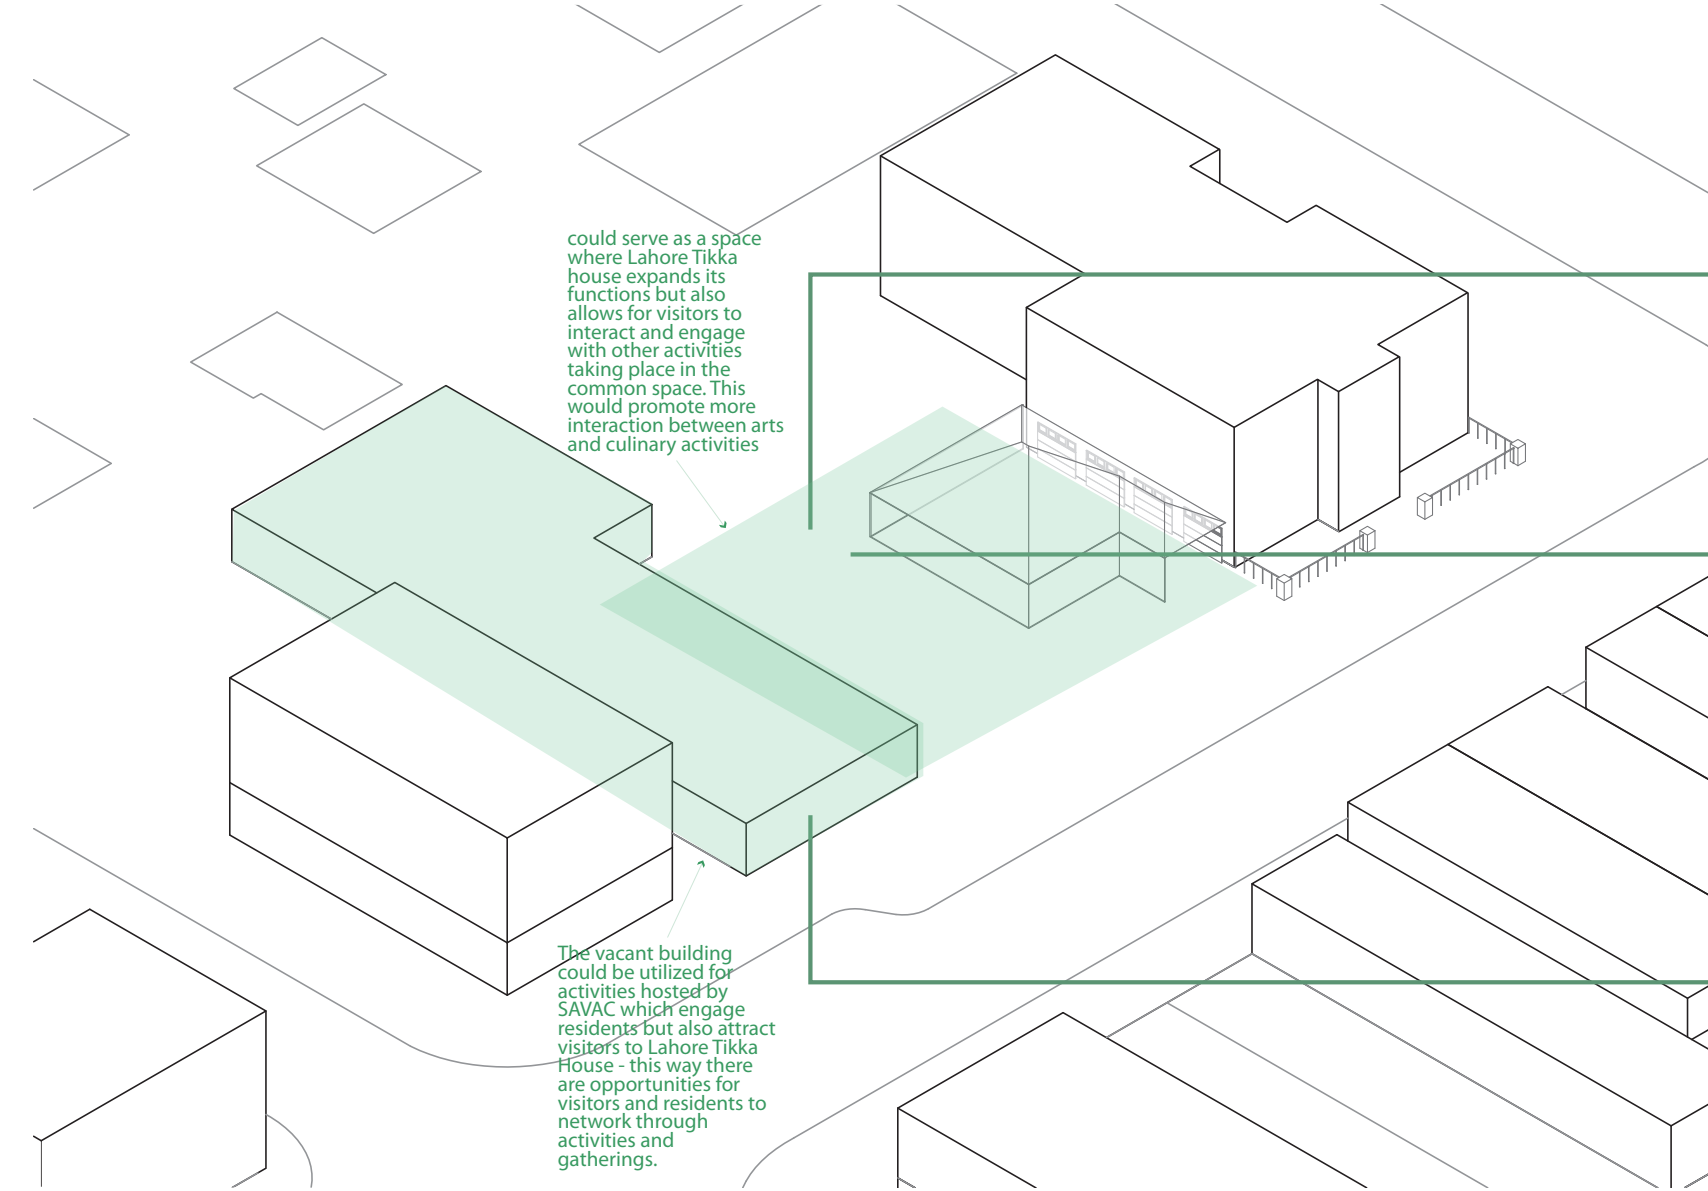 could serve as a space
where Lahore Tikka
house expands its
functions but also
allows for visitors to
interact and engage
with other activities
taking place in the
common space. This
would promote more
interaction between arts
and culinary activities
The vacant building
could be utilized for
activities hosted by
SAVAC which engage
residents but also attract
visitors to Lahore Tikka
House - this way there
are opportunities for
visitors and residents to
network through
activities and
gatherings.